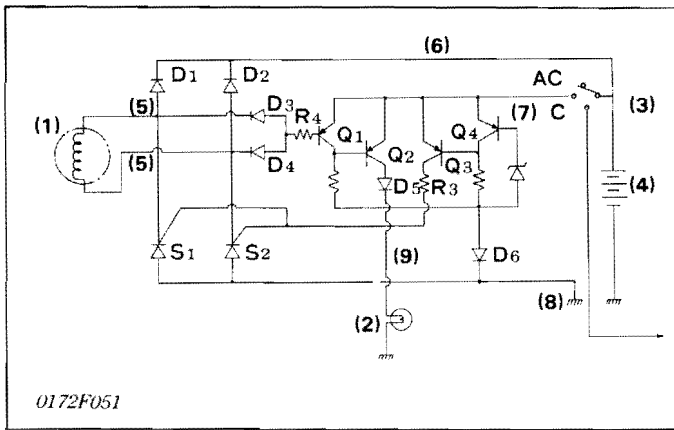 (6)
D1
D2
AC
(1)
(5)
D3
R4
(7)
C
(3)
Q1
Q4
(5)
D4
Q2
Q3
D5
R3
(4)
S1
S2
(9)
D6
(8)
(2)
0172F051